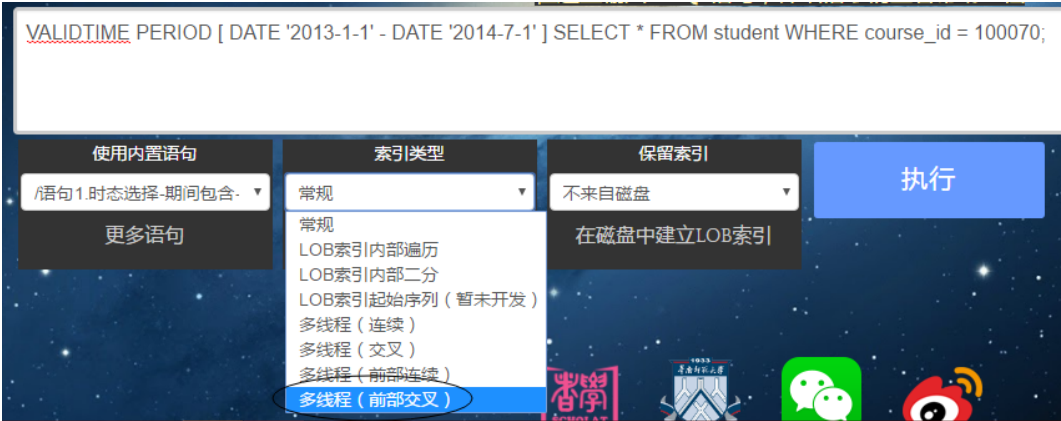 VALIDTIME PERIOD [ DATE '2013-1-1' - DATE '2014-7-1' ] SELECT * FROM student WHERE course_id = 100070;
使用内置语句
索引类型
保留索引
执行
/语句1.时态选择-期间包含-
常规
不来自磁盘
更多语句
在磁盘中建立LOB索引
常规
LOB索引内部遍历
LOB索引内部二分
LOB索引起始序列（暂未开发）
多线程（连续）
多线程（交叉）
多线程（前部连续）
多线程（前部交叉）
1933